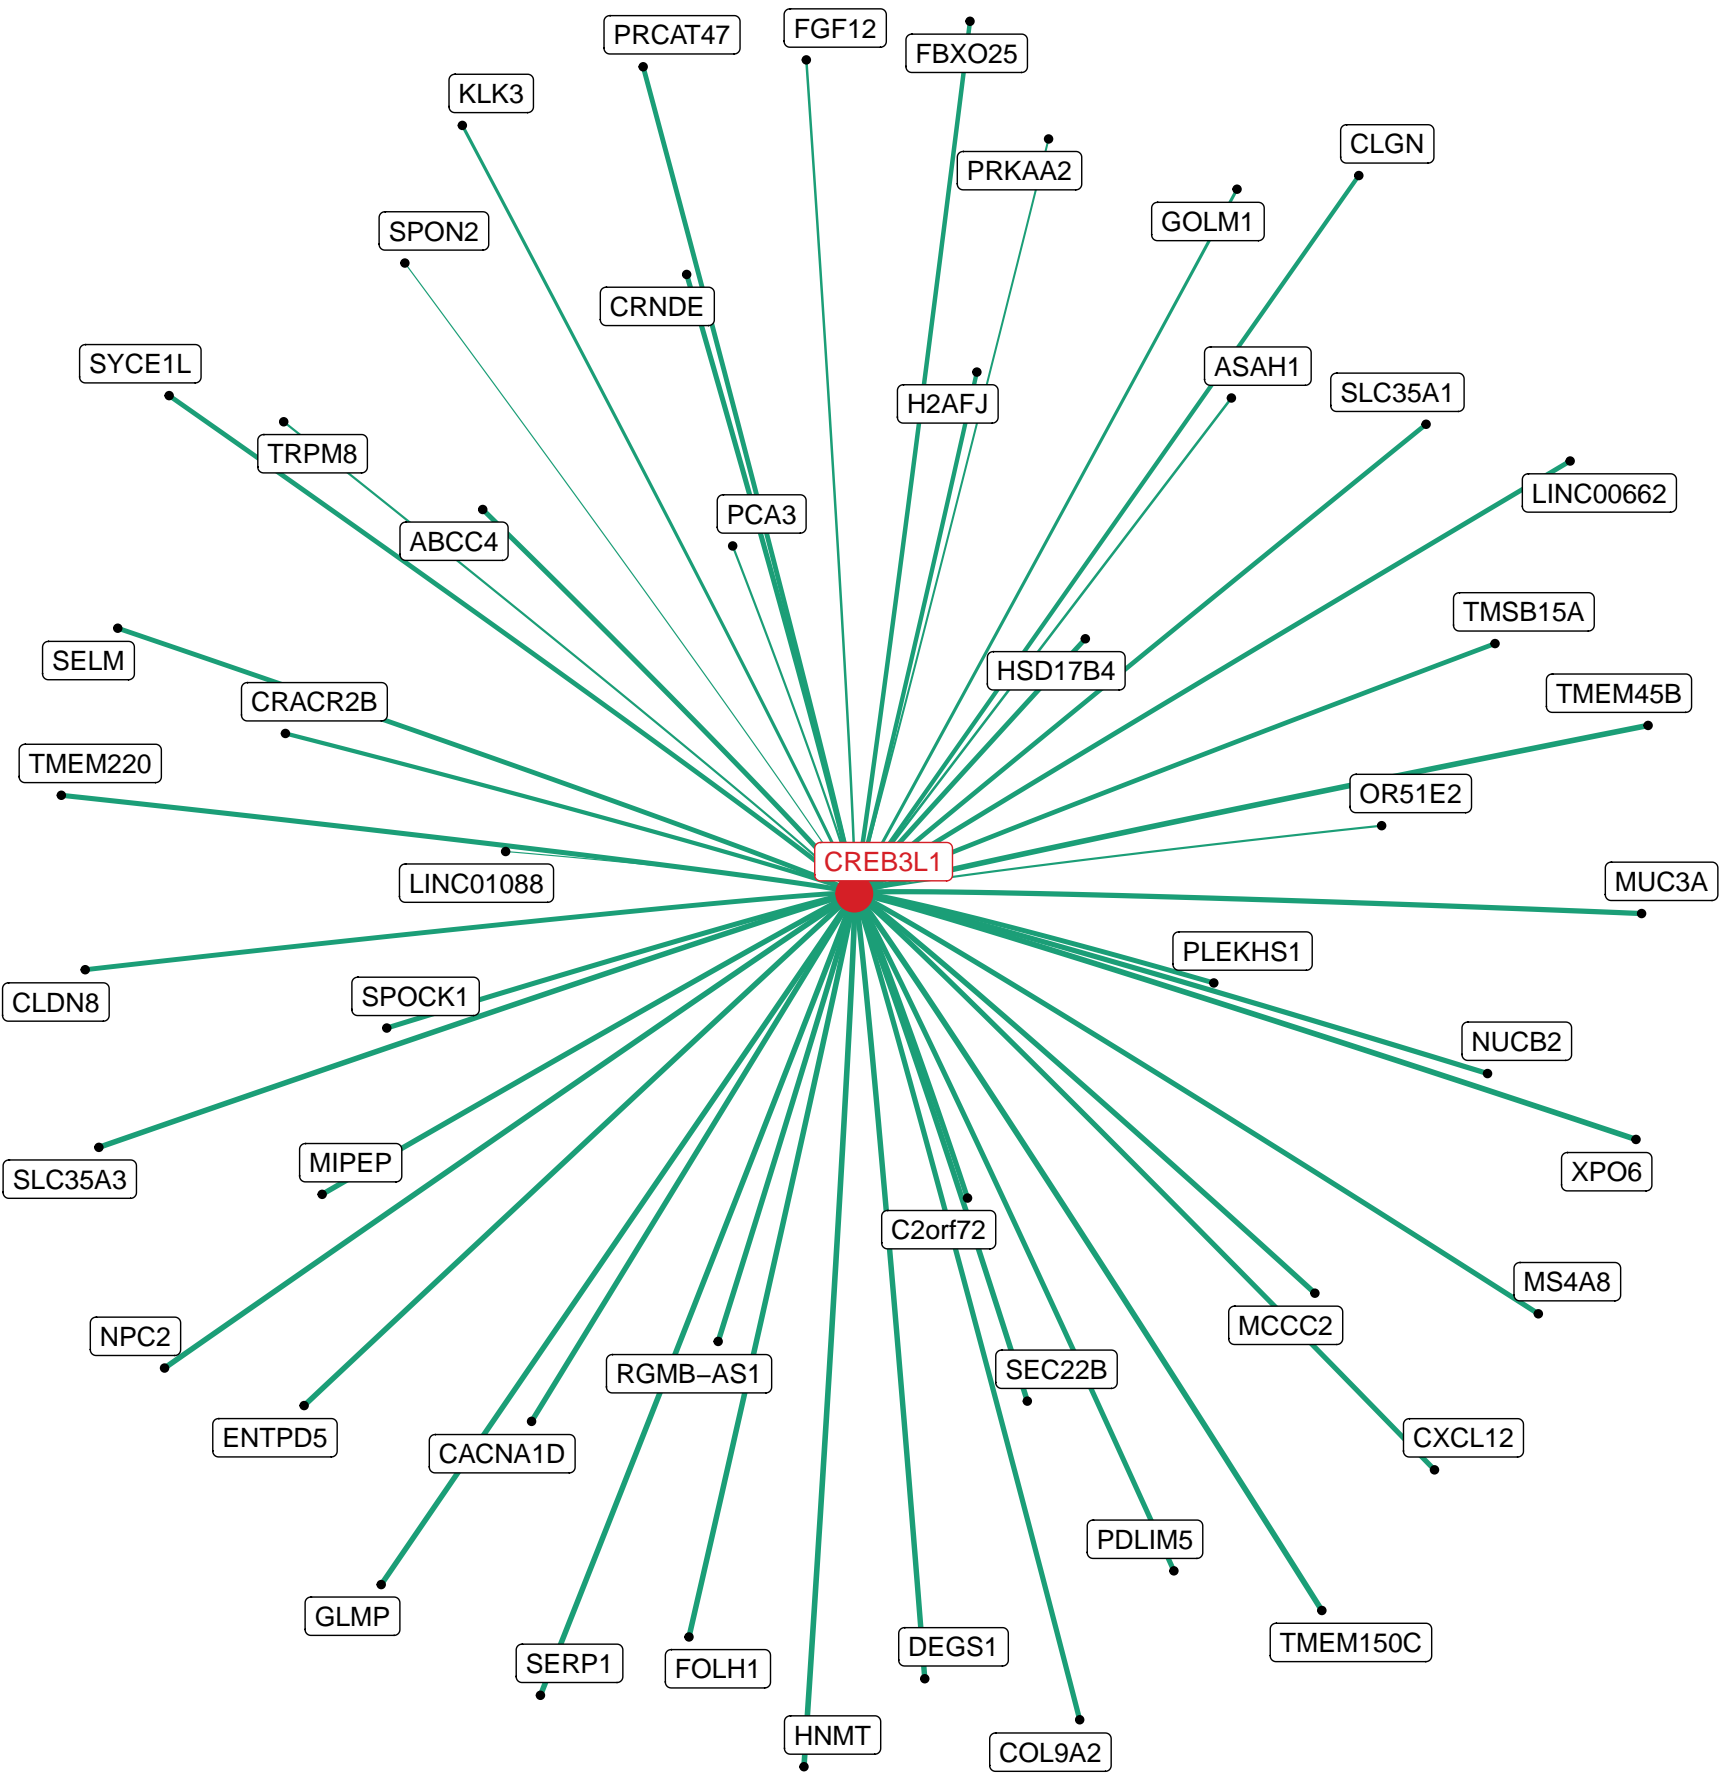 FGF12
PRCAT47
FBXO25
KLK3
CLGN
PRKAA2
GOLM1
SPON2
CRNDE
SYCE1L
ASAH1
SLC35A1
H2AFJ
TRPM8
LINC00662
PCA3
ABCC4
TMSB15A
SELM
HSD17B4
TMEM45B
CRACR2B
TMEM220
OR51E2
CREB3L1
MUC3A
LINC01088
PLEKHS1
SPOCK1
CLDN8
NUCB2
MIPEP
XPO6
SLC35A3
C2orf72
MS4A8
MCCC2
NPC2
SEC22B
RGMB−AS1
ENTPD5
CXCL12
CACNA1D
PDLIM5
GLMP
TMEM150C
DEGS1
SERP1
FOLH1
HNMT
COL9A2